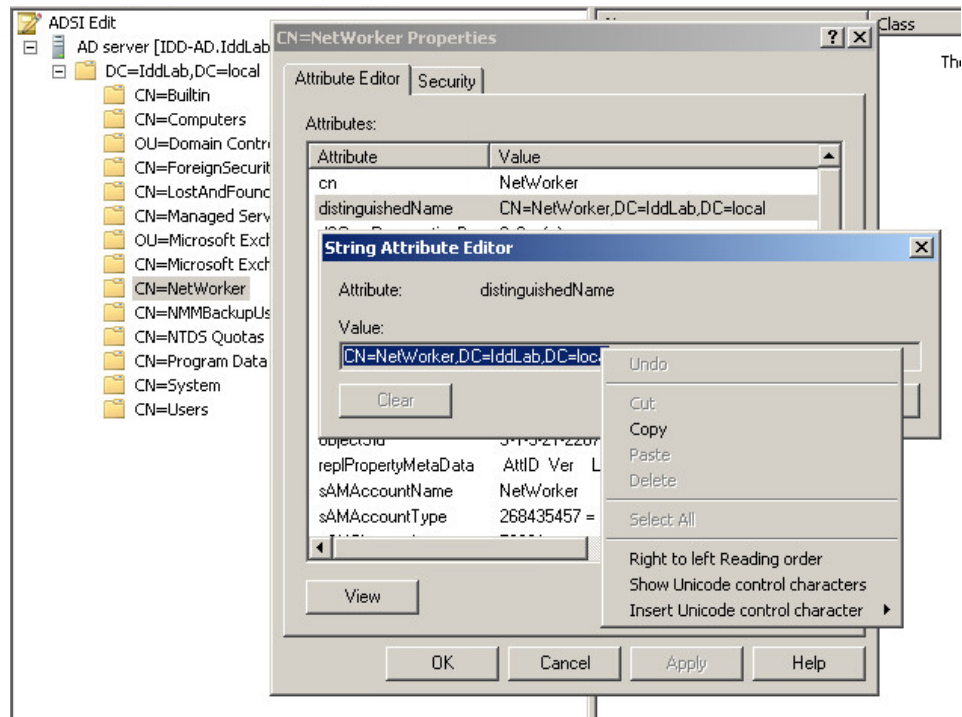 ADSI Edit
AD server [IDD-AD.IddLab
DC=IddLab,DC=local
CN=Builtin
CN=Computers
OU=Domain Contr
CN=ForeignSecurit
CN=LostAndFound
CN=Managed Serv
OU=Microsoft Exch
CN=Microsoft Exch
CN=NetWorker
CN=NMMBackupUs
CN=NTDS Quotas
CN=Program Data
CN=System
CN=Users
Class
The
CN=NetWorker Properties
Attribute Editor Security
Attributes:
Attribute Value
cn NetWorker
distinguishedName CN=NetWorker,DC=IddLab,DC=local
String Attribute Editor
Attribute: distinguishedName
Value:
CN=NetWorker,DC=IddLab,DC=loca
Clear
Undo
Cut
Copy
Paste
Delete
Select All
Right to left Reading order
Show Unicode control characters
Insert Unicode control character
objectSid
replPropertyMetaData AttID Ver L
sAMAccountName NetWorker
sAMAccountType 268435457 =
View
OK Cancel Apply Help